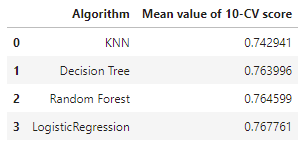 Algorithm Mean value of 10-CV score
0 KNN 0.742941
1 Decision Tree 0.763996
2 Random Forest 0.764599
3 LogisticRegression 0.767761